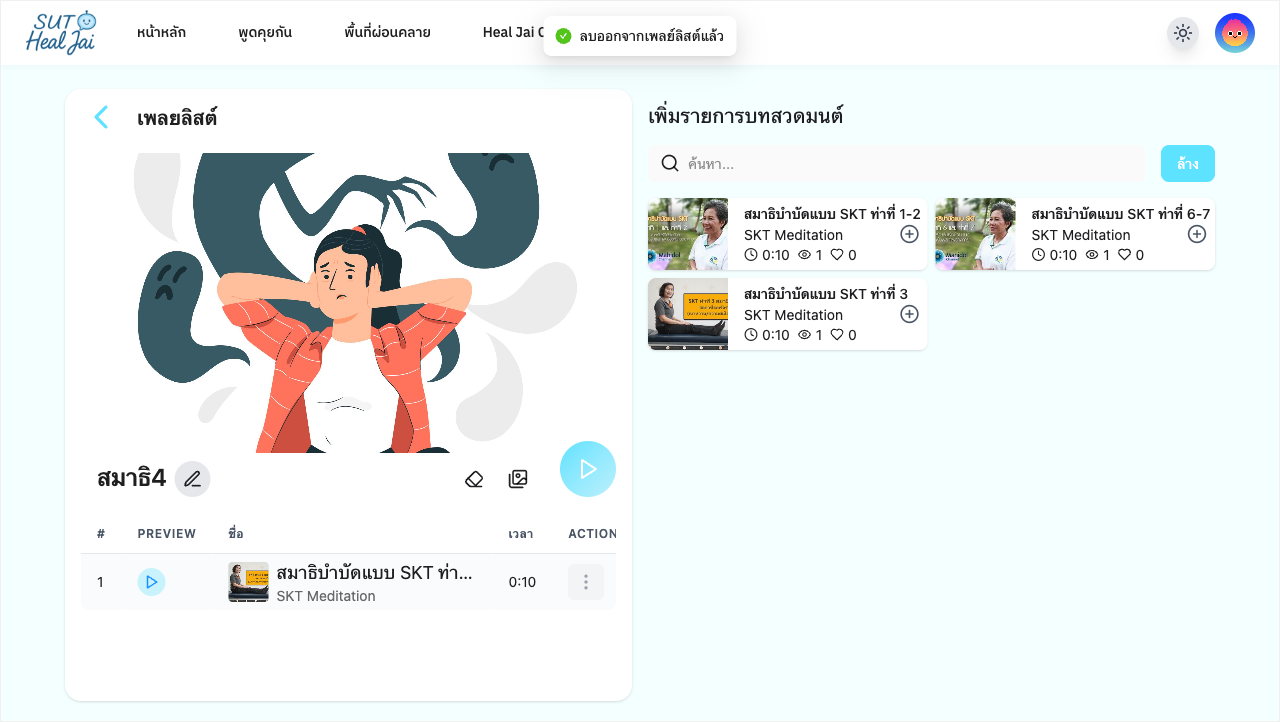 SUT
Heal Jai
หน้าหลัก
พูดคุยกัน
พื้นที่ผ่อนคลาย
Heal Jai
ลบออกจากเพลย์ลิสต์แล้ว
เพลยลิสต์
สมาธิ4
#
PREVIEW
ชื่อ
เวลา
ACTION
1
สมาธิบำบัดแบบ SKT ท่า...
SKT Meditation
0:10
เพิ่มรายการบทสวดมนต์
ค้นหา...
ล้าง
สมาธิบำบัดแบบ SKT ท่าที่ 1-2
SKT Meditation
0:10 1 0
สมาธิบำบัดแบบ SKT ท่าที่ 6-7
SKT Meditation
0:10 1 0
สมาธิบำบัดแบบ SKT ท่าที่ 3
SKT Meditation
0:10 1 0